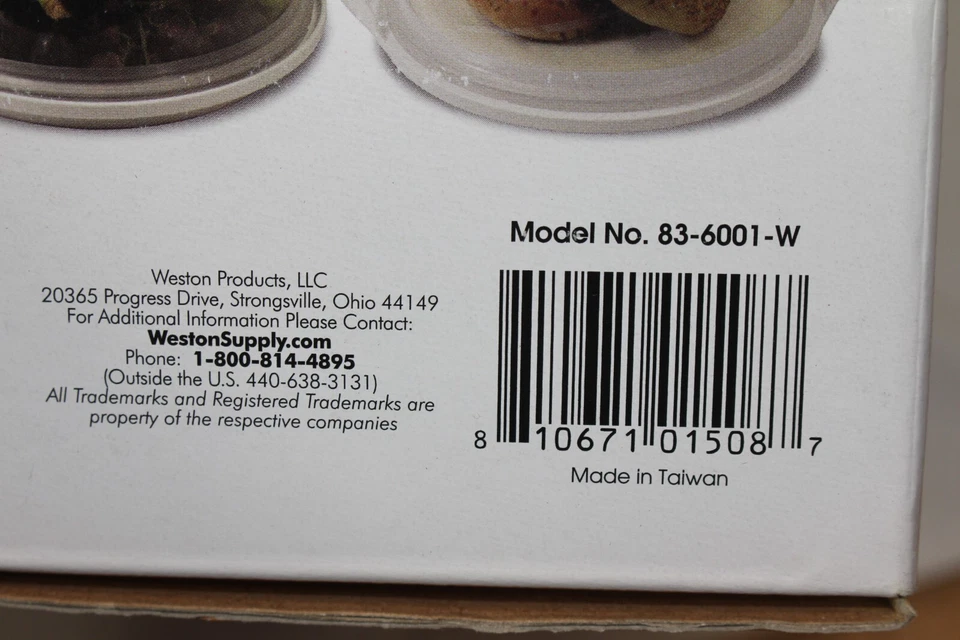 Model No. 83-6001-W
Weston Products, LLC
20365 Progress Drive, Strongsville, Ohio 44149
For Additional Information Please Contact:
WestonSupply.com
Phone: 1-800-814-4895
(Outside the U.S. 440-638-3131)
All Trademarks and Registered Trademarks are
property of the respective companies
8 10671 01508 7
Made in Taiwan